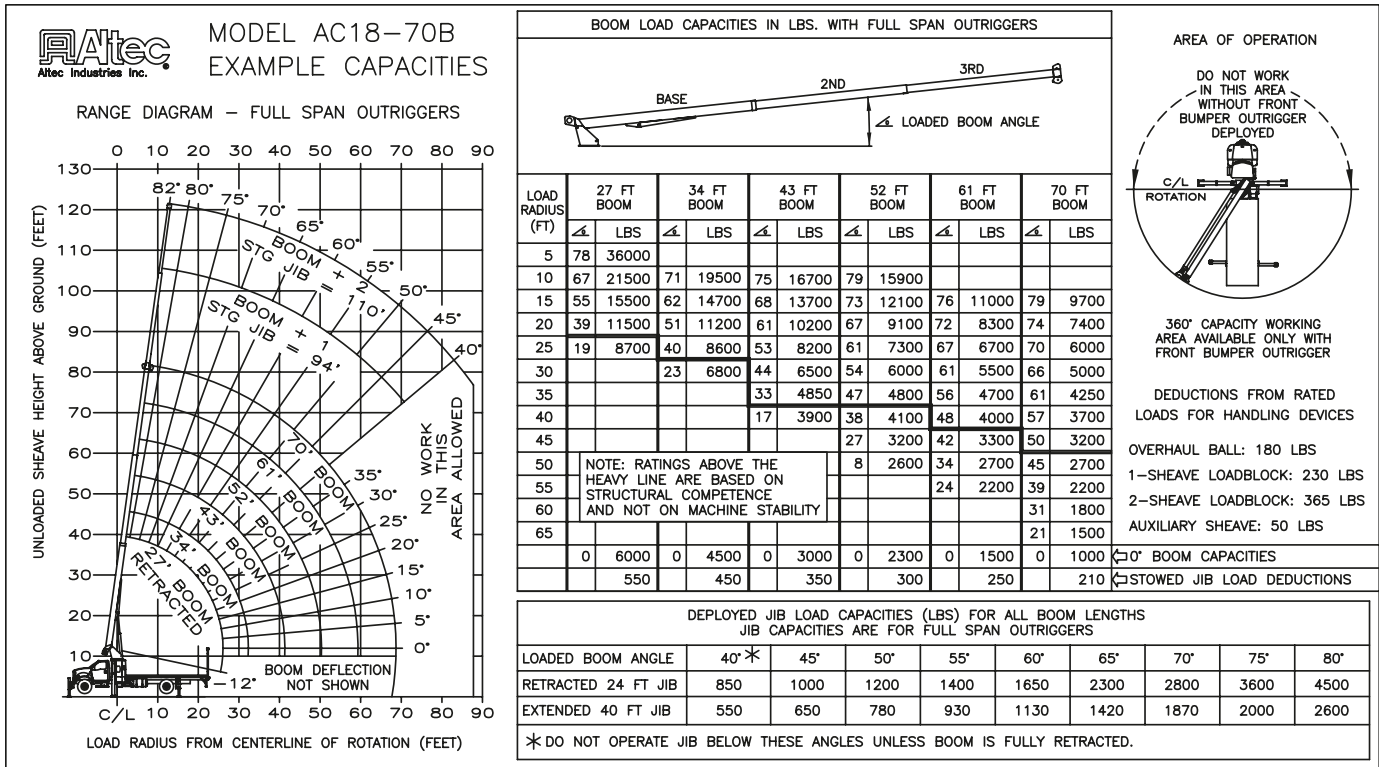 Altec
Altec Industries Inc.
MODEL AC18-70B
EXAMPLE CAPACITIES
RANGE DIAGRAM - FULL SPAN OUTRIGGERS
0 10 20 30 40 50 60 70 80 90
130
120
110
100
90
80
70
60
50
40
30
20
10
UNLOADED SHEAVE HEIGHT ABOVE GROUND (FEET)
82° 80° 75° 70° 65° 60° 55° 50° 45° 40°
35°
30°
25°
20°
15°
10°
5°
0°
-12°
BOOM + 2
STG JIB = 110'
BOOM + 1
STG JIB = 94'
70' BOOM
61' BOOM
52' BOOM
43' BOOM
34' BOOM
27' BOOM
RETRACTED
NO WORK
IN THIS
AREA ALLOWED
BOOM DEFLECTION
NOT SHOWN
C/L 10 20 30 40 50 60 70 80 90
LOAD RADIUS FROM CENTERLINE OF ROTATION (FEET)
BOOM LOAD CAPACITIES IN LBS. WITH FULL SPAN OUTRIGGERS
BASE 2ND 3RD
LOADED BOOM ANGLE
LOAD
RADIUS
(FT)
27 FT
BOOM
34 FT
BOOM
43 FT
BOOM
52 FT
BOOM
61 FT
BOOM
70 FT
BOOM
LBS LBS LBS LBS LBS LBS
5 78 36000
10 67 21500 71 19500 75 16700 79 15900
15 55 15500 62 14700 68 13700 73 12100 76 11000 79 9700
20 39 11500 51 11200 61 10200 67 9100 72 8300 74 7400
25 19 8700 40 8600 53 8200 61 7300 67 6700 70 6000
30 23 6800 44 6500 54 6000 61 5500 66 5000
35 33 4850 47 4800 56 4700 61 4250
40 17 3900 38 4100 48 4000 57 3700
45 27 3200 42 3300 50 3200
50 8 2600 34 2700 45 2700
55 24 2200 39 2200
60 31 1800
65 21 1500
NOTE: RATINGS ABOVE THE
HEAVY LINE ARE BASED ON
STRUCTURAL COMPETENCE
AND NOT ON MACHINE STABILITY
0 6000 0 4500 0 3000 0 2300 0 1500 0 1000 ⇦0° BOOM CAPACITIES
550 450 350 300 250 210 ⇦STOWED JIB LOAD DEDUCTIONS
AREA OF OPERATION
DO NOT WORK
IN THIS AREA
WITHOUT FRONT
BUMPER OUTRIGGER
DEPLOYED
C/L
ROTATION
360° CAPACITY WORKING
AREA AVAILABLE ONLY WITH
FRONT BUMPER OUTRIGGER
DEDUCTIONS FROM RATED
LOADS FOR HANDLING DEVICES
OVERHAUL BALL: 180 LBS
1-SHEAVE LOADBLOCK: 230 LBS
2-SHEAVE LOADBLOCK: 365 LBS
AUXILIARY SHEAVE: 50 LBS
DEPLOYED JIB LOAD CAPACITIES (LBS) FOR ALL BOOM LENGTHS
JIB CAPACITIES ARE FOR FULL SPAN OUTRIGGERS
LOADED BOOM ANGLE 40°* 45° 50° 55° 60° 65° 70° 75° 80°
RETRACTED 24 FT JIB 850 1000 1200 1400 1650 2300 2800 3600 4500
EXTENDED 40 FT JIB 550 650 780 930 1130 1420 1870 2000 2600
* DO NOT OPERATE JIB BELOW THESE ANGLES UNLESS BOOM IS FULLY RETRACTED.